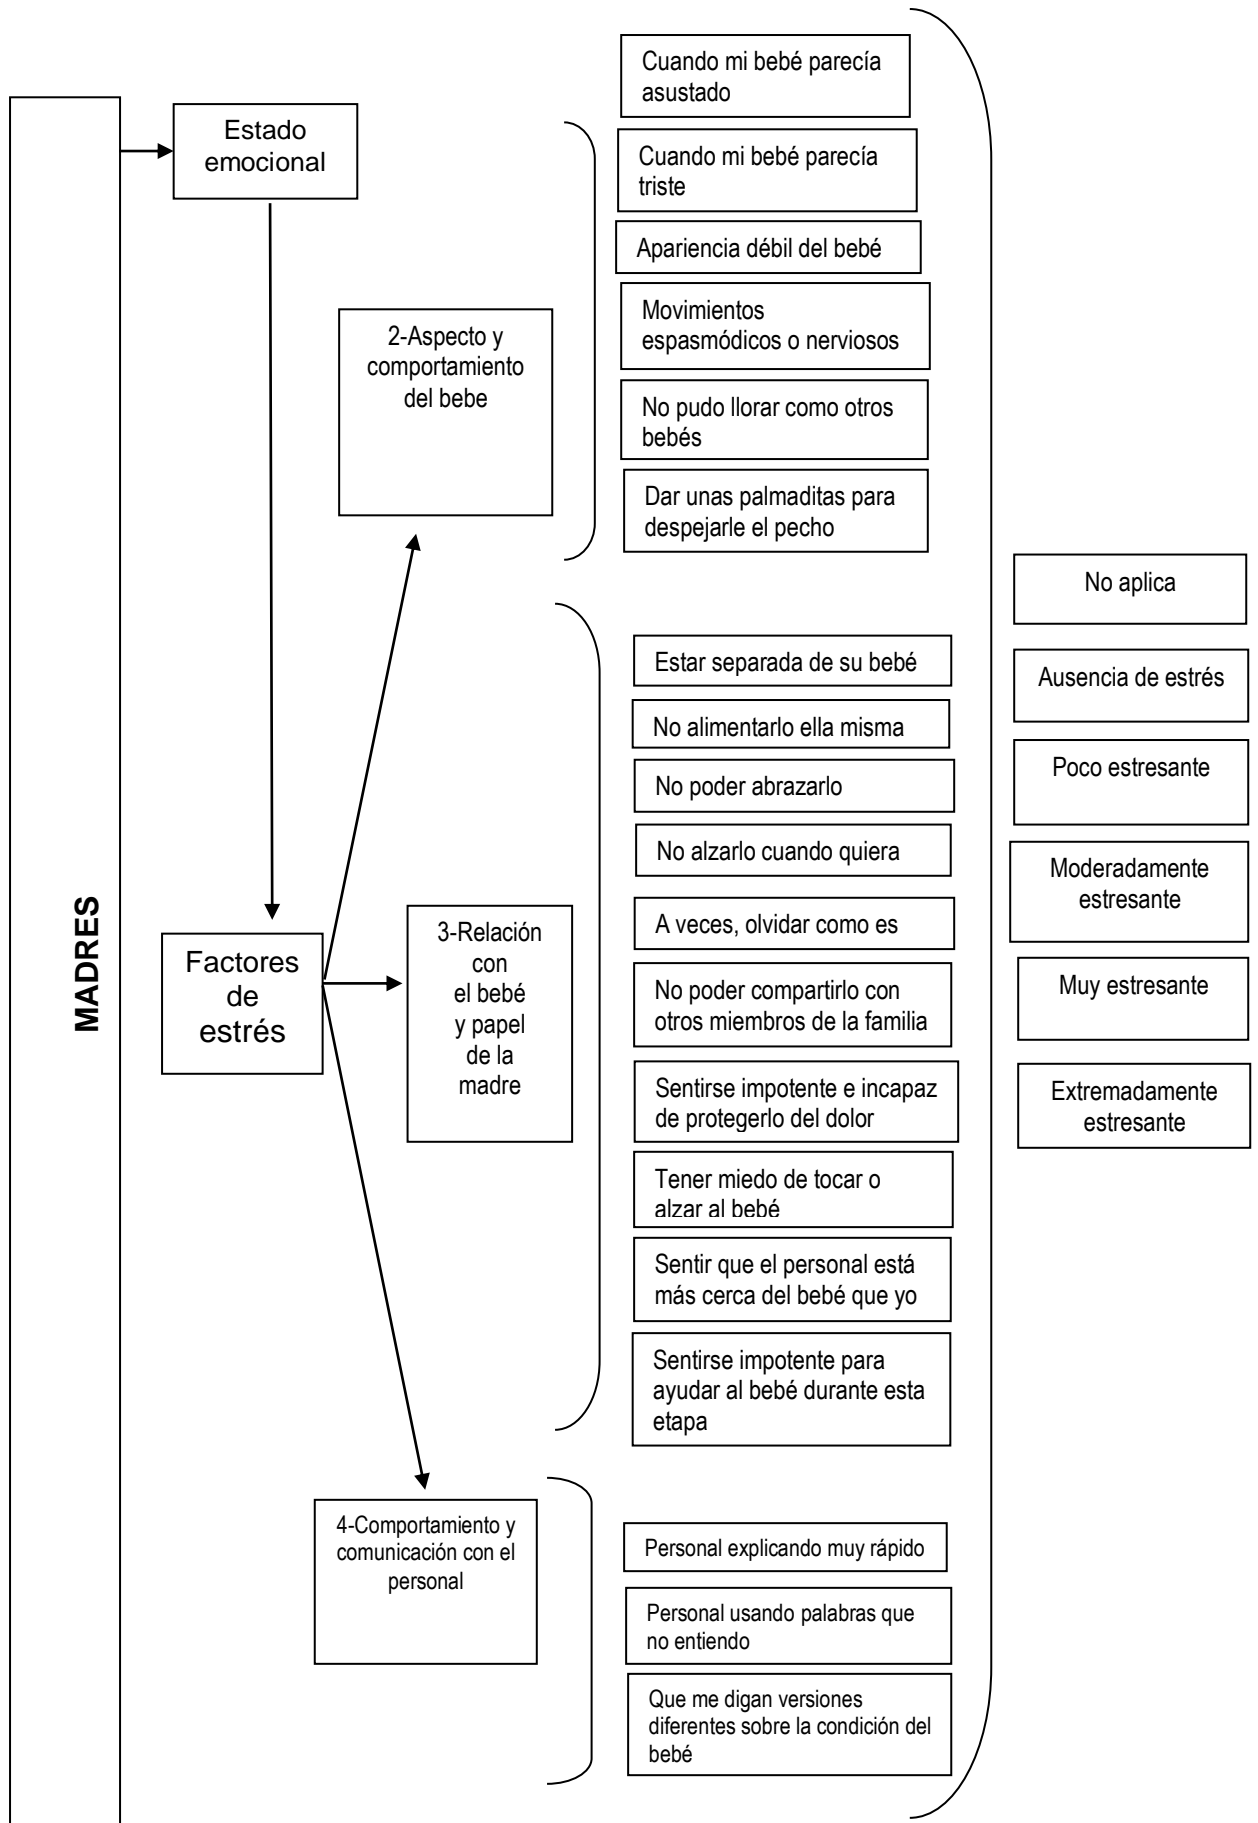 MADRES
Estado
emocional
Factores
de
estrés
2-Aspecto y
comportamiento
del bebe
Cuando mi bebé parecía
asustado
Cuando mi bebé parecía
triste
Apariencia débil del bebé
Movimientos
espasmódicos o nerviosos
No pudo llorar como otros
bebés
Dar unas palmaditas para
despejarle el pecho
3-Relación
con
el bebé
y papel
de la
madre
Estar separada de su bebé
No alimentarlo ella misma
No poder abrazarlo
No alzarlo cuando quiera
A veces, olvidar como es
No poder compartirlo con
otros miembros de la familia
Sentirse impotente e incapaz
de protegerlo del dolor
Tener miedo de tocar o
alzar al bebé
Sentir que el personal está
más cerca del bebé que yo
Sentirse impotente para
ayudar al bebé durante esta
etapa
4-Comportamiento y
comunicación con el
personal
Personal explicando muy rápido
Personal usando palabras que
no entiendo
Que me digan versiones
diferentes sobre la condición del
bebé
No aplica
Ausencia de estrés
Poco estresante
Moderadamente
estresante
Muy estresante
Extremadamente
estresante